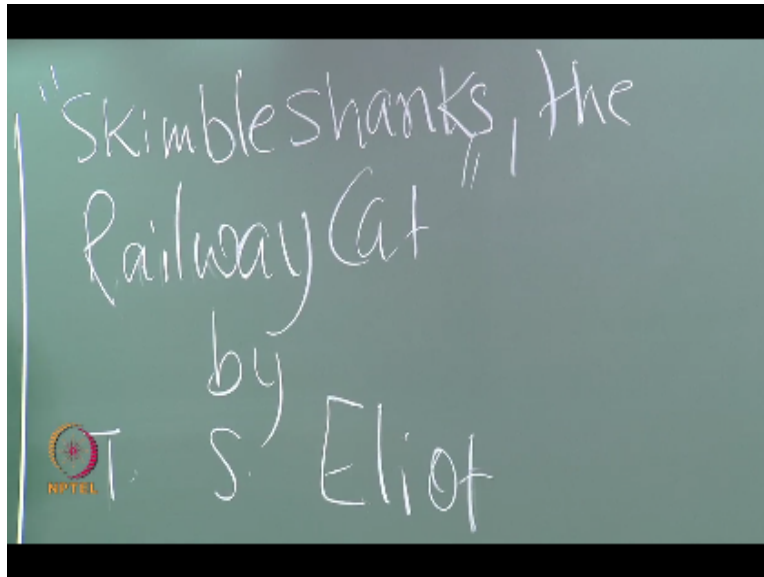 "Skimbleshanks, the
Railway Cat"
by
T. S. Eliot
NPTEL